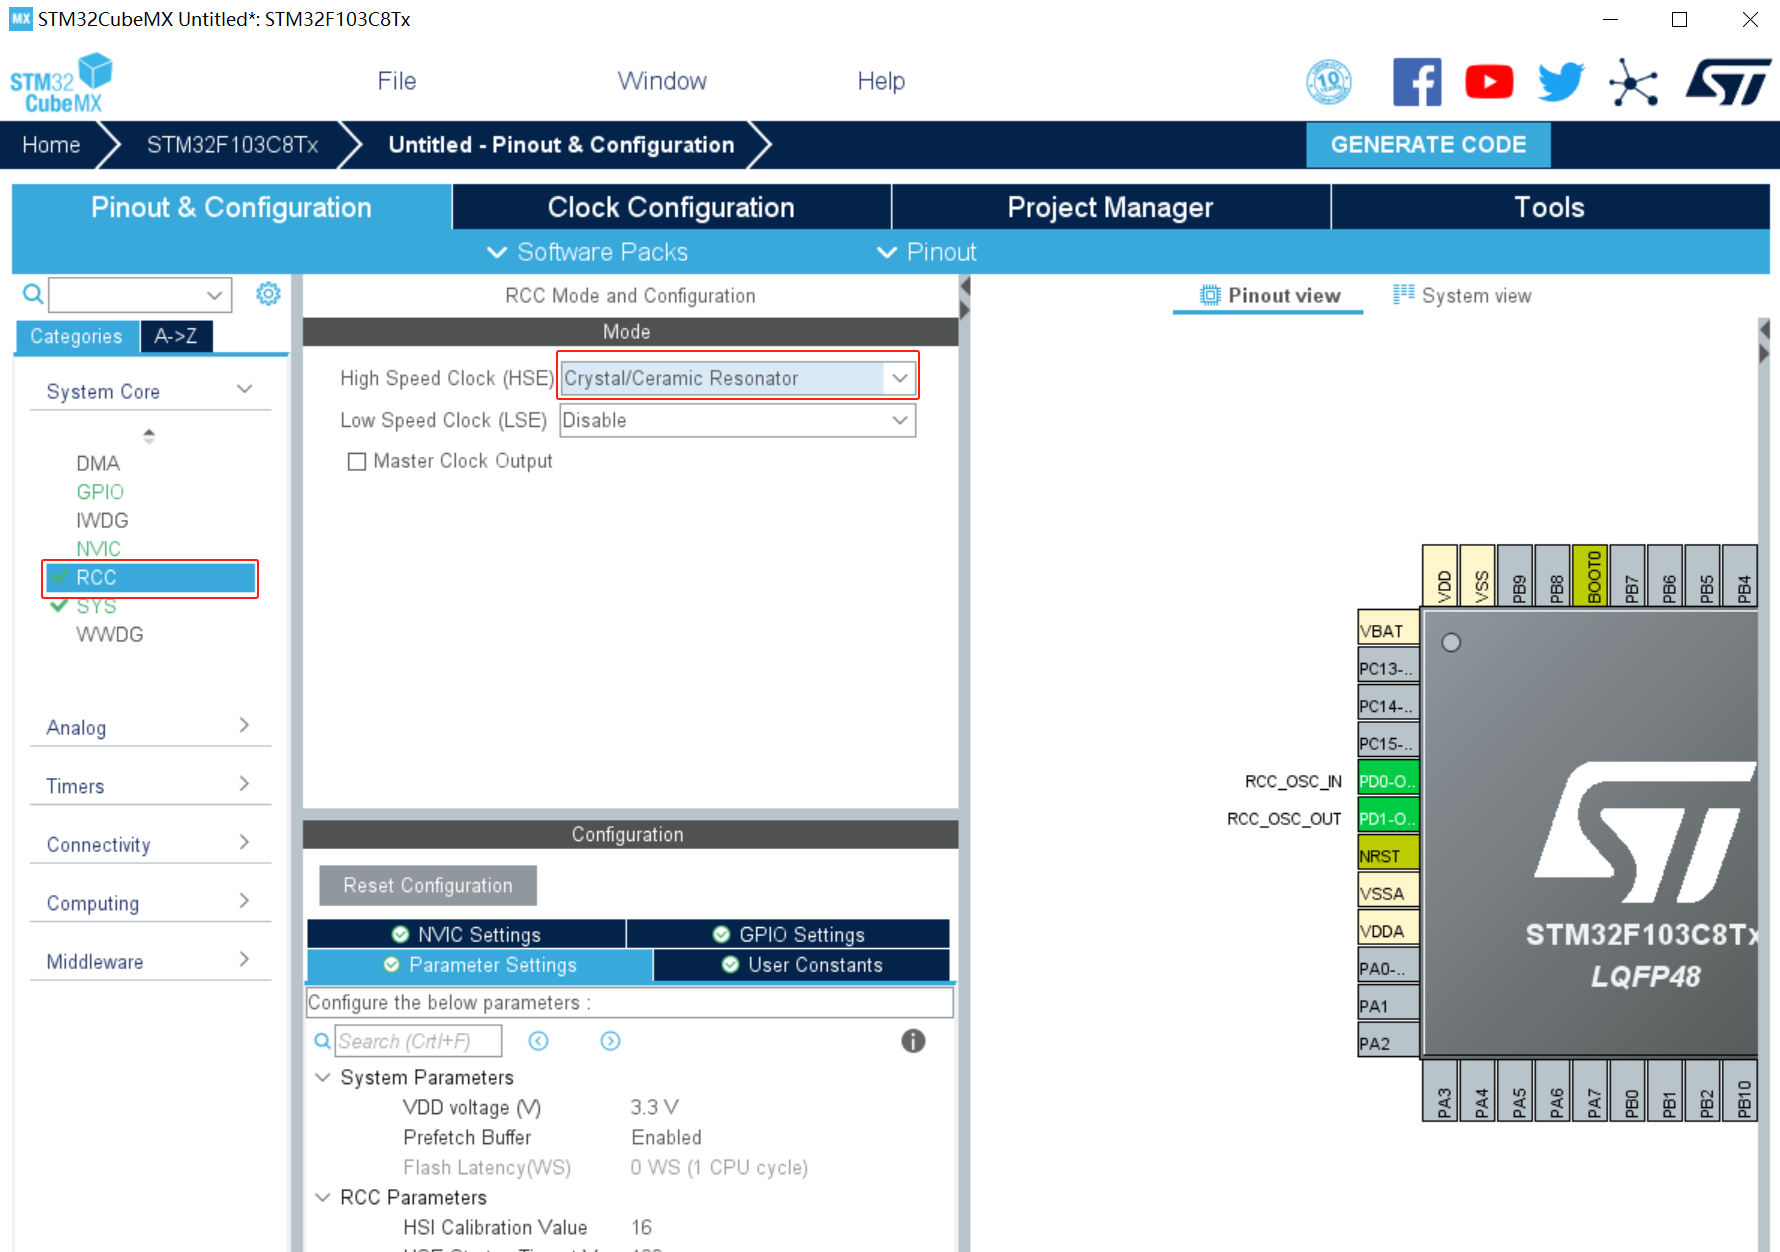 MX STM32CubeMX Untitled*: STM32F103C8Tx
STM32
CubeMX
File
Window
Help
10
ST
Home
STM32F103C8Tx
Untitled - Pinout & Configuration
GENERATE CODE
Pinout & Configuration
Clock Configuration
Project Manager
Tools
Software Packs
Pinout
Categories
A->Z
System Core
DMA
GPIO
IWDG
NVIC
RCC
SYS
WWDG
Analog
Timers
Connectivity
Computing
Middleware
RCC Mode and Configuration
Mode
High Speed Clock (HSE) Crystal/Ceramic Resonator
Low Speed Clock (LSE) Disable
Master Clock Output
Configuration
Reset Configuration
NVIC Settings
GPIO Settings
Parameter Settings
User Constants
Configure the below parameters :
Search (Crtl+F)
System Parameters
VDD voltage (V) 3.3 V
Prefetch Buffer Enabled
Flash Latency(WS) 0 WS (1 CPU cycle)
RCC Parameters
HSI Calibration Value 16
Pinout view
System view
VDD
VSS
PB9
PB8
BOOT0
PB7
PB6
PB5
PB4
VBAT
PC13-..
PC14-..
PC15-..
RCC_OSC_IN PD0-O..
RCC_OSC_OUT PD1-O..
NRST
VSSA
VDDA
PA0-..
PA1
PA2
ST
STM32F103C8Tx
LQFP48
PA3
PA4
PA5
PA6
PA7
PB0
PB1
PB2
PB10